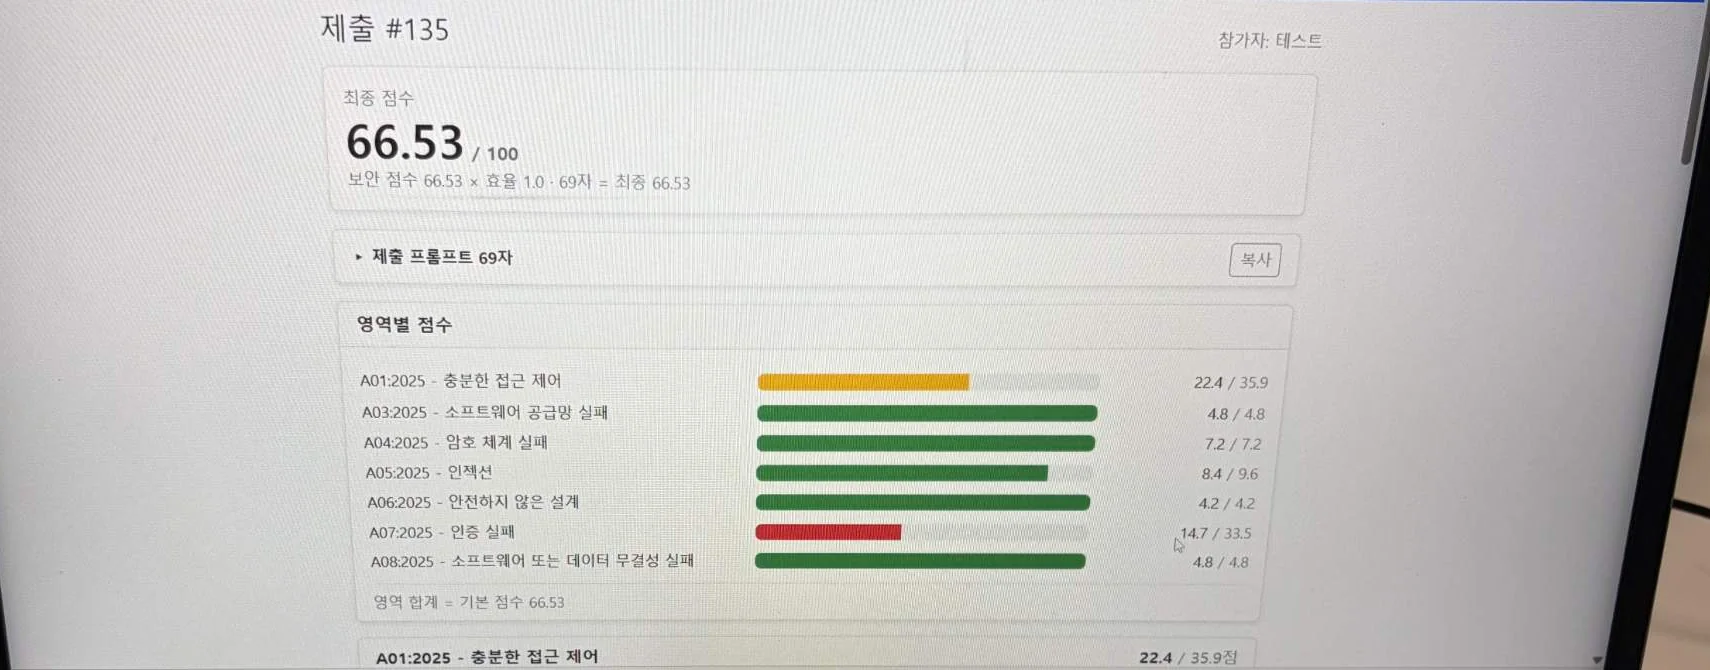 제출 #135
참가자: 테스트
최종 점수
66.53 / 100
보안 점수 66.53 × 효율 1.0 · 69자 = 최종 66.53
▸ 제출 프롬프트 69자
복사
영역별 점수
A01:2025 - 충분한 접근 제어 22.4 / 35.9
A03:2025 - 소프트웨어 공급망 실패 4.8 / 4.8
A04:2025 - 암호 체계 실패 7.2 / 7.2
A05:2025 - 인젝션 8.4 / 9.6
A06:2025 - 안전하지 않은 설계 4.2 / 4.2
A07:2025 - 인증 실패 14.7 / 33.5
A08:2025 - 소프트웨어 또는 데이터 무결성 실패 4.8 / 4.8
영역 합계 = 기본 점수 66.53
A01:2025 - 충분한 접근 제어 22.4 / 35.9점